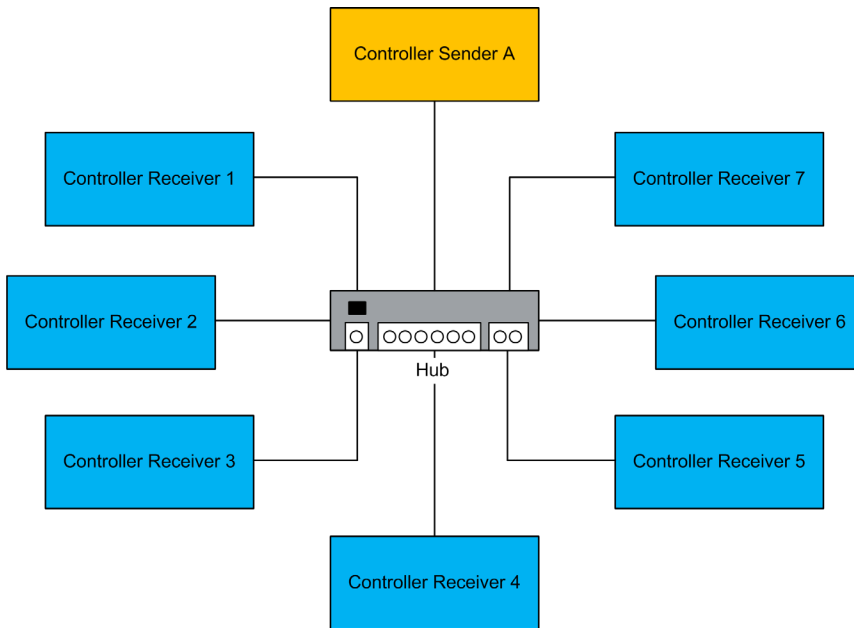 Controller Sender A
Controller Receiver 1
Controller Receiver 7
Controller Receiver 2
Controller Receiver 6
Hub
Controller Receiver 3
Controller Receiver 5
Controller Receiver 4